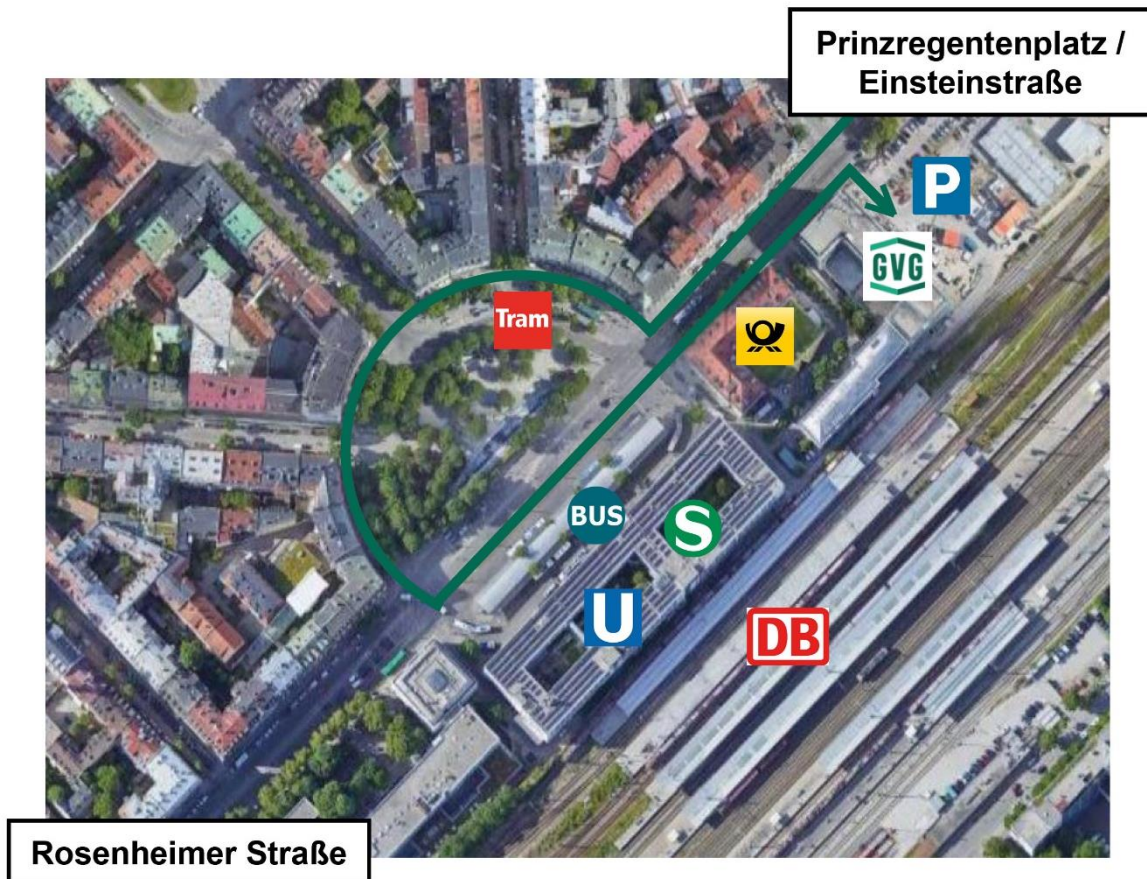 Prinzregentenplatz /
Einsteinstraße
P
GVG
Tram
BUS
S
U
DB
Rosenheimer Straße